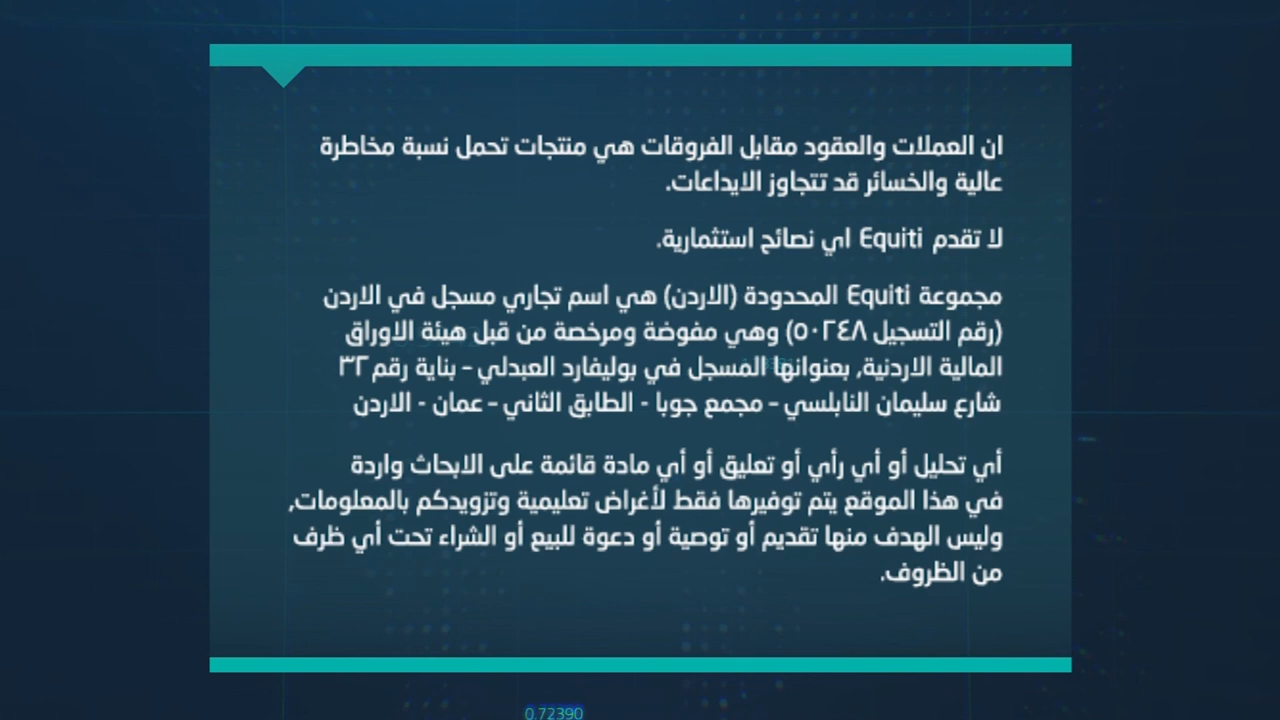 ان العملات والعقود مقابل الفروقات هي منتجات تحمل نسبة مخاطرة
عالية والخسائر قد تتجاوز الايداعات.
لا تقدم Equiti اي نصائح استثمارية.
مجموعة Equiti المحدودة (الاردن) هي اسم تجاري مسجل في الاردن
(رقم التسجيل ٥٠٢٤٨) وهي مفوضة ومرخصة من قبل هيئة الاوراق
المالية الاردنية, بعنوانها المسجل في بوليفارد العبدلي - بناية رقم ٣٢
شارع سليمان النابلسي - مجمع جوبا - الطابق الثاني - عمان - الاردن
أي تحليل أو أي رأي أو تعليق أو أي مادة قائمة على الابحاث واردة
في هذا الموقع يتم توفيرها فقط لأغراض تعليمية وتزويدكم بالمعلومات,
وليس الهدف منها تقديم أو توصية أو دعوة للبيع أو الشراء تحت أي ظرف
من الظروف.
0.72390